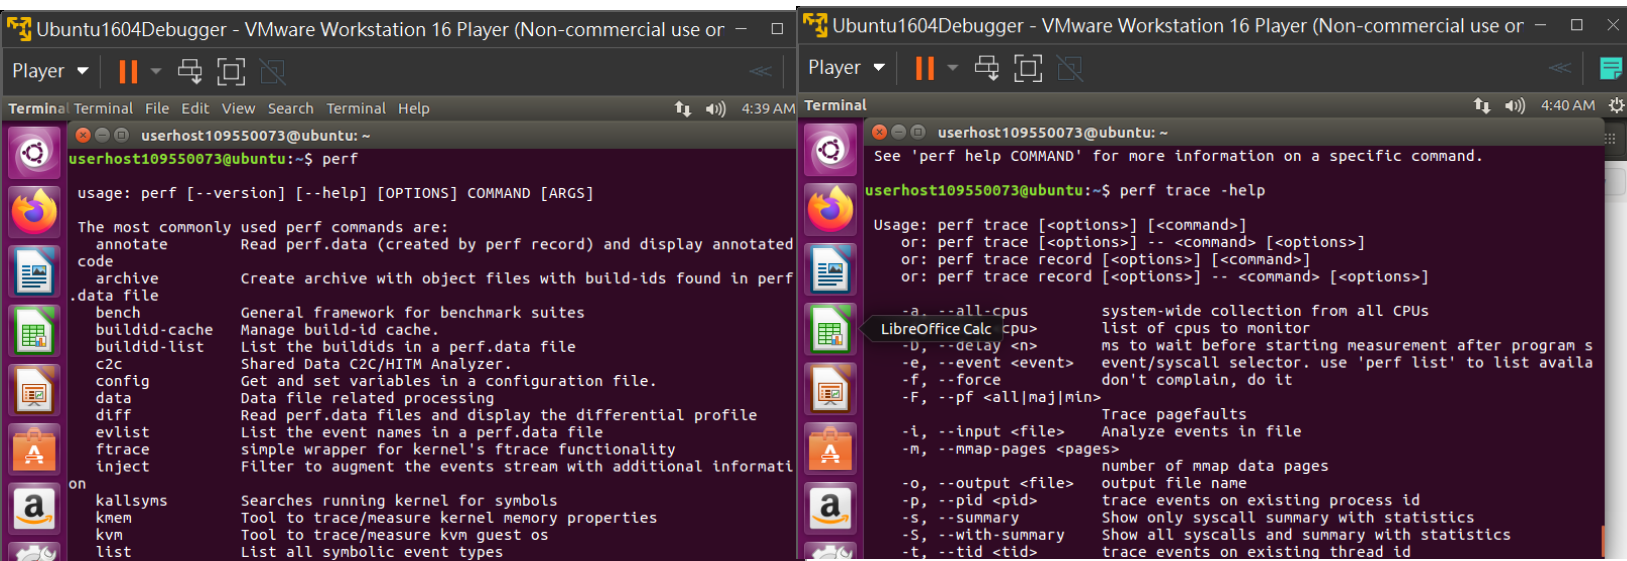 Ubuntu1604Debugger - VMware Workstation 16 Player (Non-commercial use or
Player
Terminal Terminal File Edit View Search Terminal Help 4:39 AM
userhost109550073@ubuntu: ~
userhost109550073@ubuntu:~$ perf
usage: perf [--version] [--help] [OPTIONS] COMMAND [ARGS]
The most commonly used perf commands are:
annotate Read perf.data (created by perf record) and display annotated
code
archive Create archive with object files with build-ids found in perf
.data file
bench General framework for benchmark suites
buildid-cache Manage build-id cache.
buildid-list List the buildids in a perf.data file
c2c Shared Data C2C/HITM Analyzer.
config Get and set variables in a configuration file.
data Data file related processing
diff Read perf.data files and display the differential profile
evlist List the event names in a perf.data file
ftrace simple wrapper for kernel's ftrace functionality
inject Filter to augment the events stream with additional informati
on
kallsyms Searches running kernel for symbols
kmem Tool to trace/measure kernel memory properties
kvm Tool to trace/measure kvm guest os
list List all symbolic event types
Ubuntu1604Debugger - VMware Workstation 16 Player (Non-commercial use or
Player
Terminal 4:40 AM
userhost109550073@ubuntu: ~
See 'perf help COMMAND' for more information on a specific command.
userhost109550073@ubuntu:~$ perf trace -help
Usage: perf trace [<options>] [<command>]
or: perf trace [<options>] -- <command> [<options>]
or: perf trace record [<options>] [<command>]
or: perf trace record [<options>] -- <command> [<options>]
-a, --all-cpus system-wide collection from all CPUs
LibreOffice Calc cpu> list of cpus to monitor
-D, --delay <n> ms to wait before starting measurement after program s
-e, --event <event> event/syscall selector. use 'perf list' to list availa
-f, --force don't complain, do it
-F, --pf <all|maj|min>
Trace pagefaults
-i, --input <file> Analyze events in file
-m, --mmap-pages <pages>
number of mmap data pages
-o, --output <file> output file name
-p, --pid <pid> trace events on existing process id
-s, --summary Show only syscall summary with statistics
-S, --with-summary Show all syscalls and summary with statistics
-t, --tid <tid> trace events on existing thread id